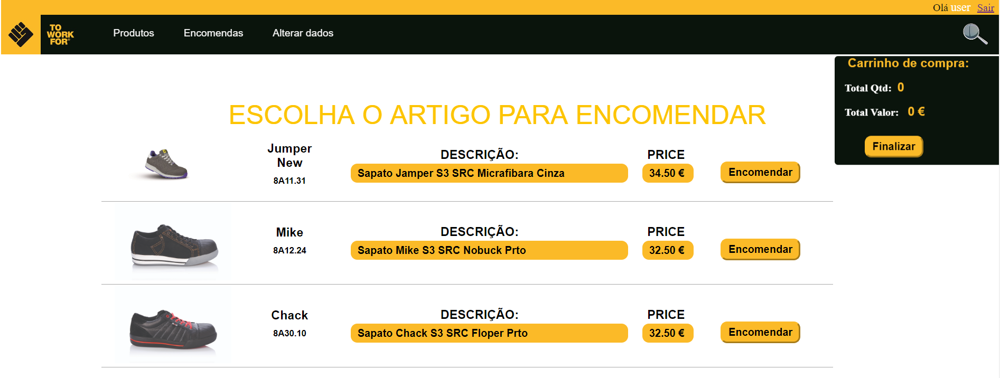 Olá user Sair
TO
WORK
FOR®
Produtos Encomendas Alterar dados
Carrinho de compra:
Total Qtd: 0
Total Valor: 0 €
Finalizar
ESCOLHA O ARTIGO PARA ENCOMENDAR
Jumper
New
8A11.31
DESCRIÇÃO:
Sapato Jamper S3 SRC Micrafibara Cinza
PRICE
34.50 €
Encomendar
Mike
8A12.24
DESCRIÇÃO:
Sapato Mike S3 SRC Nobuck Prto
PRICE
32.50 €
Encomendar
Chack
8A30.10
DESCRIÇÃO:
Sapato Chack S3 SRC Floper Prto
PRICE
32.50 €
Encomendar